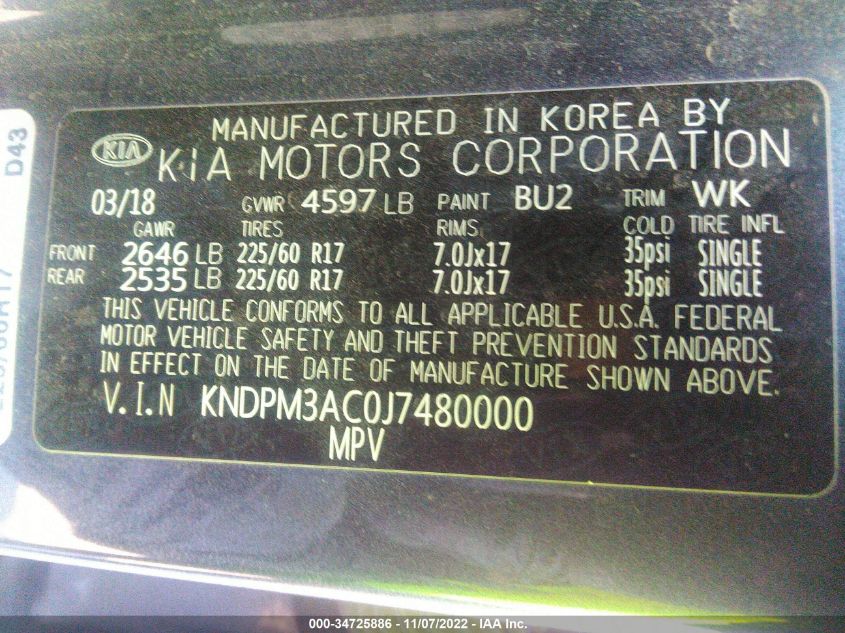 MANUFACTURED IN KOREA BY
KIA KIA MOTORS CORPORATION
03/18 GVWR 4597 LB PAINT BU2 TRIM WK
GAWR TIRES RIMS COLD TIRE INFL
FRONT 2646 LB 225/60 R17 7.0Jx17 35psi SINGLE
REAR 2535 LB 225/60 R17 7.0Jx17 35psi SINGLE
THIS VEHICLE CONFORMS TO ALL APPLICABLE U.S.A. FEDERAL
MOTOR VEHICLE SAFETY AND THEFT PREVENTION STANDARDS
IN EFFECT ON THE DATE OF MANUFACTURE SHOWN ABOVE.
V.I.N KNDPM3AC0J7480000
MPV
D43
000-34725886 - 11/07/2022 - IAA Inc.